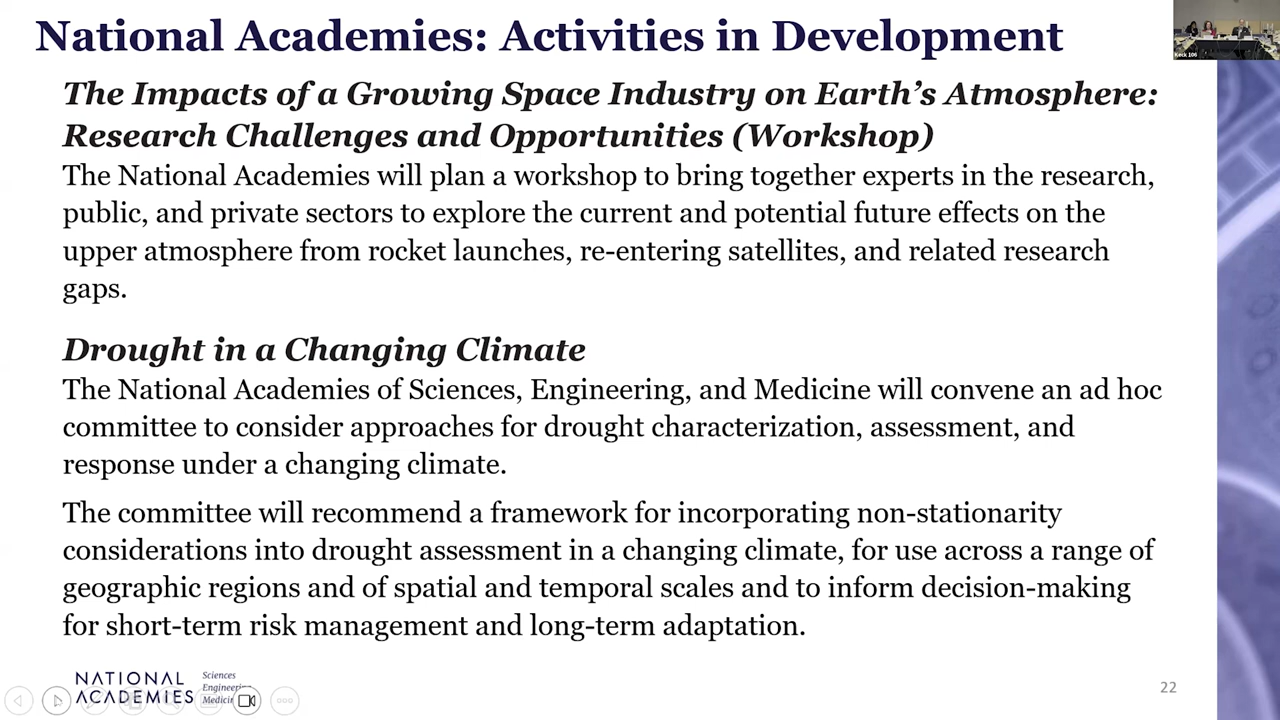 National Academies: Activities in Development
Keck 106
The Impacts of a Growing Space Industry on Earth’s Atmosphere:
Research Challenges and Opportunities (Workshop)
The National Academies will plan a workshop to bring together experts in the research,
public, and private sectors to explore the current and potential future effects on the
upper atmosphere from rocket launches, re-entering satellites, and related research
gaps.
Drought in a Changing Climate
The National Academies of Sciences, Engineering, and Medicine will convene an ad hoc
committee to consider approaches for drought characterization, assessment, and
response under a changing climate.
The committee will recommend a framework for incorporating non-stationarity
considerations into drought assessment in a changing climate, for use across a range of
geographic regions and of spatial and temporal scales and to inform decision-making
for short-term risk management and long-term adaptation.
NATIONAL
ACADEMIES
Sciences
Engineering
Medicine
22